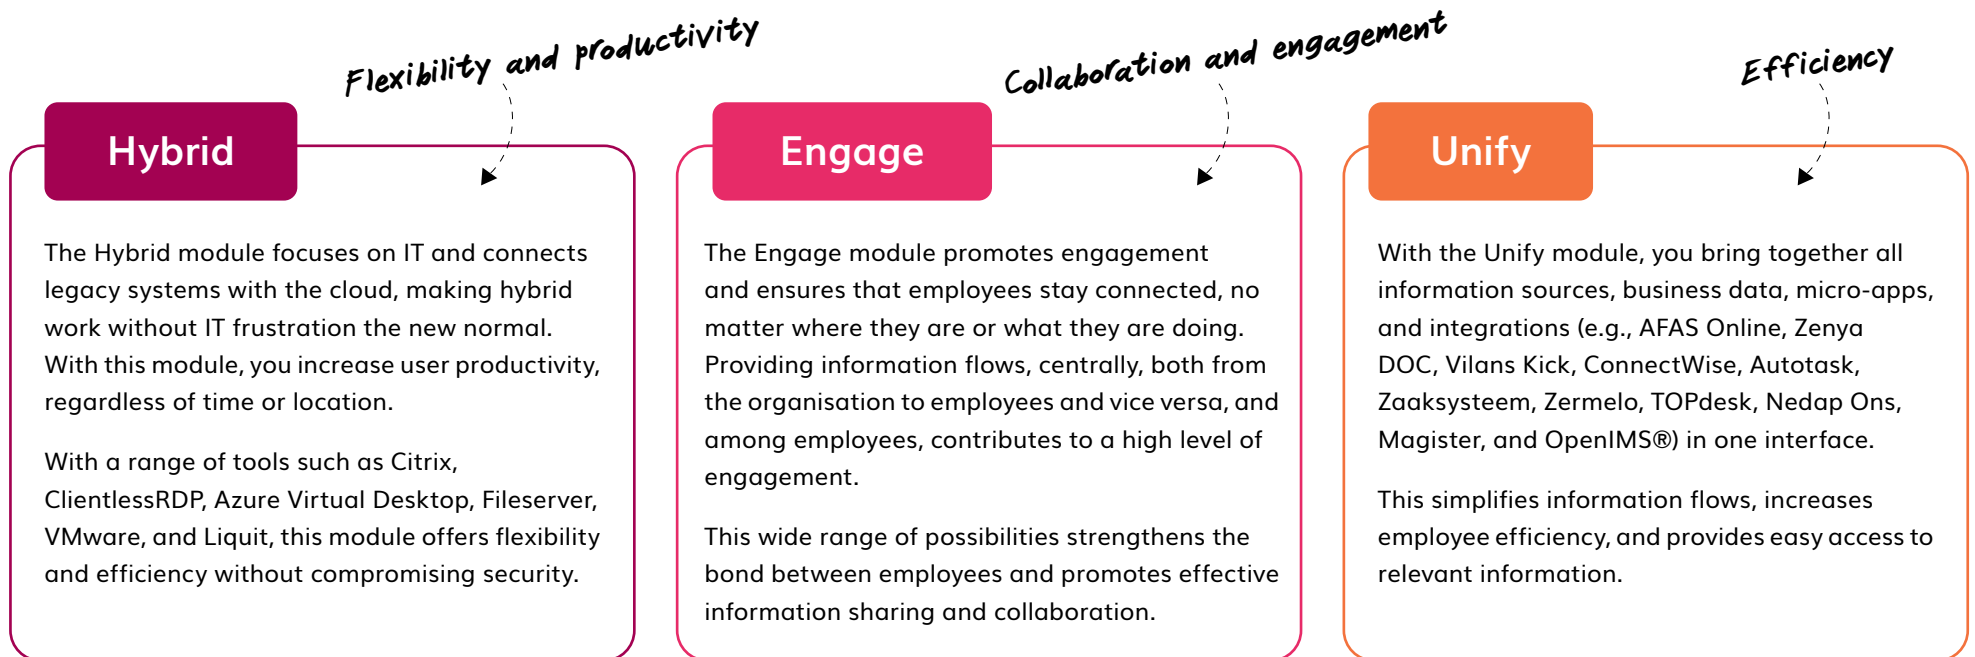 Flexibility and productivity
Hybrid
The Hybrid module focuses on IT and connects
legacy systems with the cloud, making hybrid
work without IT frustration the new normal.
With this module, you increase user productivity,
regardless of time or location.
With a range of tools such as Citrix,
ClientlessRDP, Azure Virtual Desktop, Fileserver,
VMware, and Liquit, this module offers flexibility
and efficiency without compromising security.
Collaboration and engagement
Engage
The Engage module promotes engagement
and ensures that employees stay connected, no
matter where they are or what they are doing.
Providing information flows, centrally, both from
the organisation to employees and vice versa, and
among employees, contributes to a high level of
engagement.
This wide range of possibilities strengthens the
bond between employees and promotes effective
information sharing and collaboration.
Efficiency
Unify
With the Unify module, you bring together all
information sources, business data, micro-apps,
and integrations (e.g., AFAS Online, Zenya
DOC, Vilans Kick, ConnectWise, Autotask,
Zaaksysteem, Zermelo, TOPdesk, Nedap Ons,
Magister, and OpenIMS®) in one interface.
This simplifies information flows, increases
employee efficiency, and provides easy access to
relevant information.